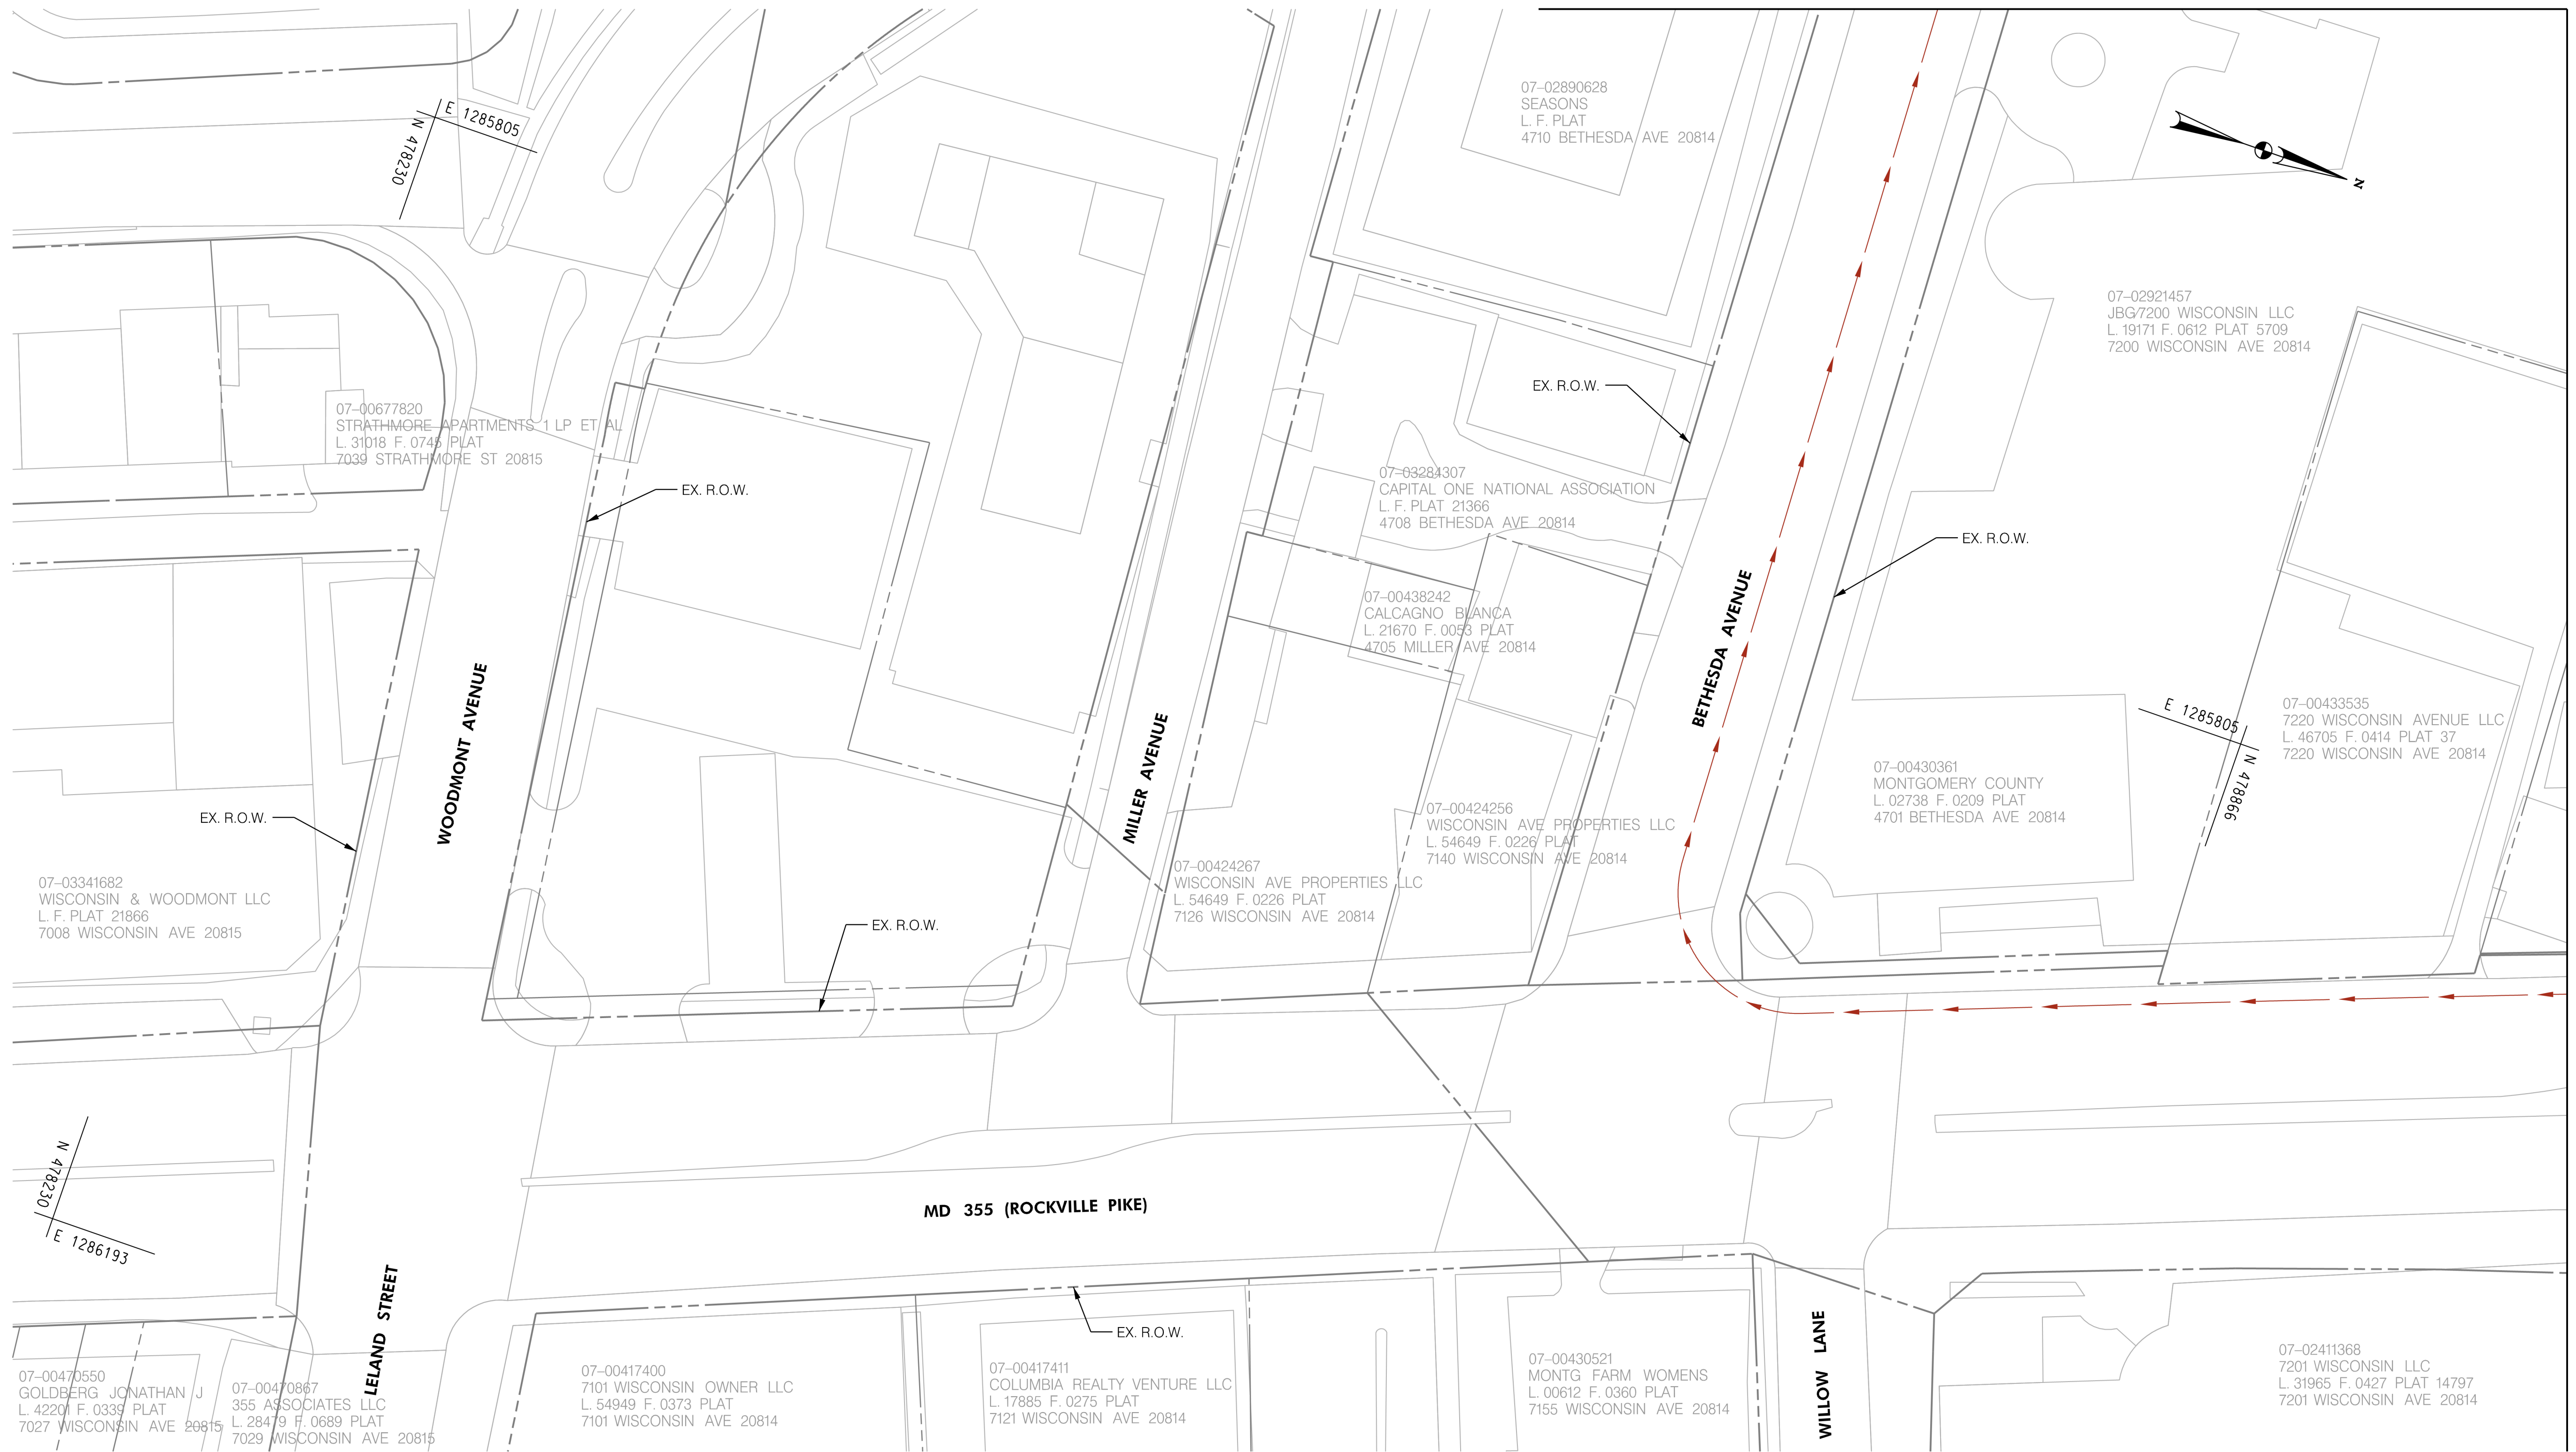 E 1285805
N 478230
07-02890628
SEASONS
L. F. PLAT
4710 BETHESDA AVE 20814
N
07-02921457
JBG/7200 WISCONSIN LLC
L. 19171 F. 0612 PLAT 5709
7200 WISCONSIN AVE 20814
07-00677820
STRATHMORE APARTMENTS 1 LP ET AL
L. 31018 F. 0745 PLAT
7039 STRATHMORE ST 20815
EX. R.O.W.
EX. R.O.W.
07-03284307
CAPITAL ONE NATIONAL ASSOCIATION
L. F. PLAT 21366
4708 BETHESDA AVE 20814
EX. R.O.W.
07-00438242
CALCAGNO BLANCA
L. 21670 F. 0053 PLAT
4705 MILLER AVE 20814
BETHESDA AVENUE
WOODMONT AVENUE
MILLER AVENUE
E 1285805
N 478866
07-00433535
7220 WISCONSIN AVENUE LLC
L. 46705 F. 0414 PLAT 37
7220 WISCONSIN AVE 20814
07-00430361
MONTGOMERY COUNTY
L. 02738 F. 0209 PLAT
4701 BETHESDA AVE 20814
EX. R.O.W.
07-00424256
WISCONSIN AVE PROPERTIES LLC
L. 54649 F. 0226 PLAT
7140 WISCONSIN AVE 20814
07-00424267
WISCONSIN AVE PROPERTIES LLC
L. 54649 F. 0226 PLAT
7126 WISCONSIN AVE 20814
07-03341682
WISCONSIN & WOODMONT LLC
L. F. PLAT 21866
7008 WISCONSIN AVE 20815
EX. R.O.W.
N 478230
E 1286193
MD 355 (ROCKVILLE PIKE)
LELAND STREET
EX. R.O.W.
WILLOW LANE
07-00470550
GOLDBERG JONATHAN J
L. 42201 F. 0339 PLAT
7027 WISCONSIN AVE 20815
07-00470867
355 ASSOCIATES LLC
L. 28479 F. 0689 PLAT
7029 WISCONSIN AVE 20815
07-00417400
7101 WISCONSIN OWNER LLC
L. 54949 F. 0373 PLAT
7101 WISCONSIN AVE 20814
07-00417411
COLUMBIA REALTY VENTURE LLC
L. 17885 F. 0275 PLAT
7121 WISCONSIN AVE 20814
07-00430521
MONTG FARM WOMENS
L. 00612 F. 0360 PLAT
7155 WISCONSIN AVE 20814
07-02411368
7201 WISCONSIN LLC
L. 31965 F. 0427 PLAT 14797
7201 WISCONSIN AVE 20814